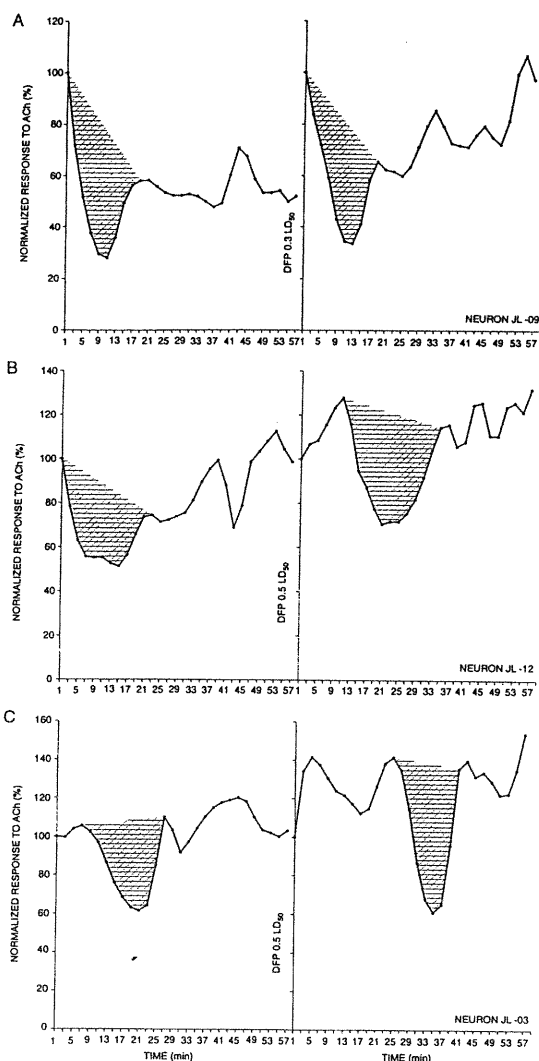 A
NORMALIZED RESPONSE TO ACh (%)
120
100
80
60
40
20
0
1 5 9 13 17 21 25 29 33 37 41 45 49 53 57
DFP 0.3 LD50
1 5 9 13 17 21 25 29 33 37 41 45 49 53 57
NEURON JL -09
B
NORMALIZED RESPONSE TO ACh (%)
140
120
100
80
60
40
20
0
1 5 9 13 17 21 25 29 33 37 41 45 49 53 57
DFP 0.5 LD50
1 5 9 13 17 21 25 29 33 37 41 45 49 53 57
NEURON JL -12
C
NORMALIZED RESPONSE TO ACh (%)
160
140
120
100
80
60
40
20
0
1 5 9 13 17 21 25 29 33 37 41 45 49 53 57
TIME (min)
DFP 0.5 LD50
1 5 9 13 17 21 25 29 33 37 41 45 49 53 57
TIME (min)
NEURON JL -03